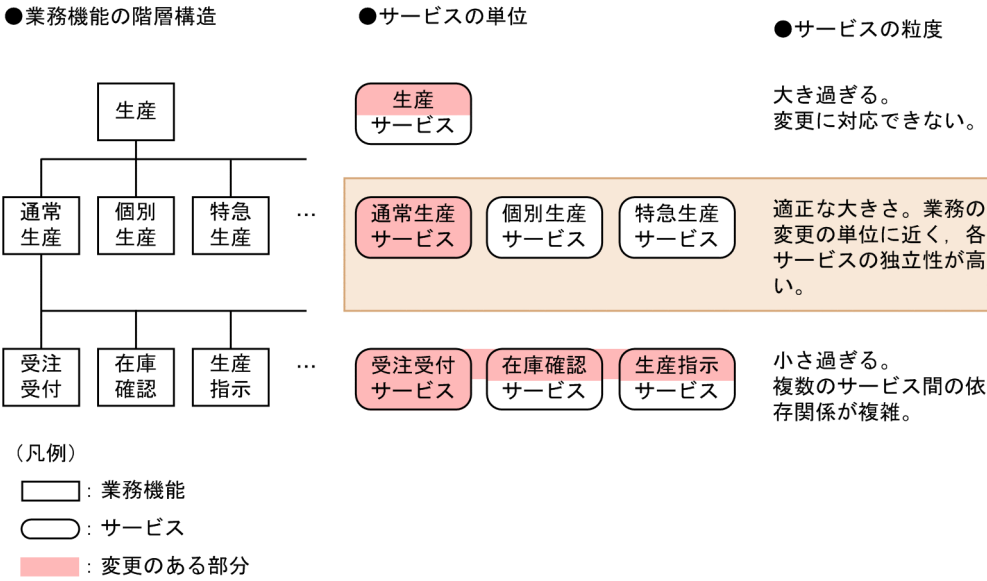 ●業務機能の階層構造
●サービスの単位
●サービスの粒度
生産
生産
サービス
大き過ぎる。
変更に対応できない。
通常
生産
個別
生産
特急
生産
…
通常生産
サービス
個別生産
サービス
特急生産
サービス
適正な大きさ。業務の
変更の単位に近く，各
サービスの独立性が高
い。
受注
受付
在庫
確認
生産
指示
…
受注受付
サービス
在庫確認
サービス
生産指示
サービス
小さ過ぎる。
複数のサービス間の依
存関係が複雑。
（凡例）
：業務機能
：サービス
：変更のある部分